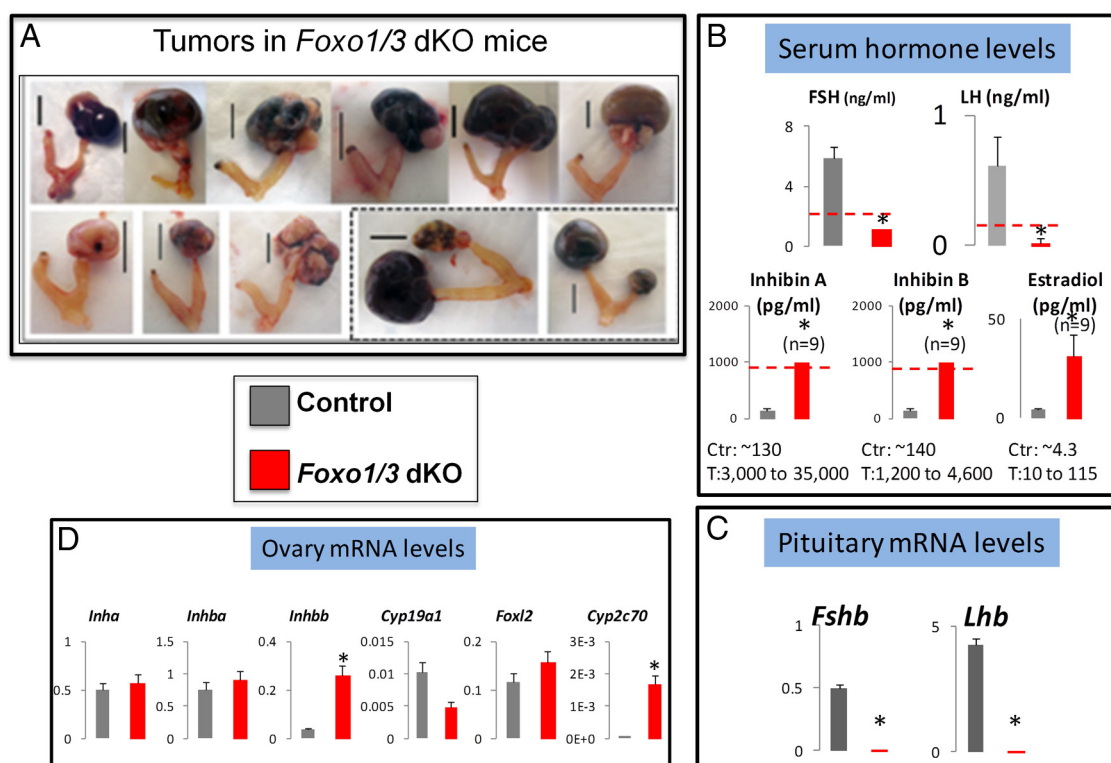 A
Tumors in Foxo1/3 dKO mice
Control
Foxo1/3 dKO
B
Serum hormone levels
FSH (ng/ml)
8
4
6
2
0
*
LH (ng/ml)
1
0
*
Inhibin A
(pg/ml)
*
(n=9)
2000
1000
0
Ctr: ~130
T:3,000 to 35,000
Inhibin B
(pg/ml)
*
(n=9)
2000
1000
0
Ctr: ~140
T:1,200 to 4,600
Estradiol
(pg/ml)
*
(n=9)
50
0
Ctr: ~4.3
T:10 to 115
D
Ovary mRNA levels
Inha
1
0.5
0
Inhba
1.5
1
0.5
0
Inhbb
0.4
0.2
0
*
Cyp19a1
0.015
0.01
0.005
0
Foxl2
0.2
0.1
0
Cyp2c70
3E-3
2E-3
1E-3
0E+0
*
C
Pituitary mRNA levels
Fshb
1
0.5
0
*
Lhb
5
0
*